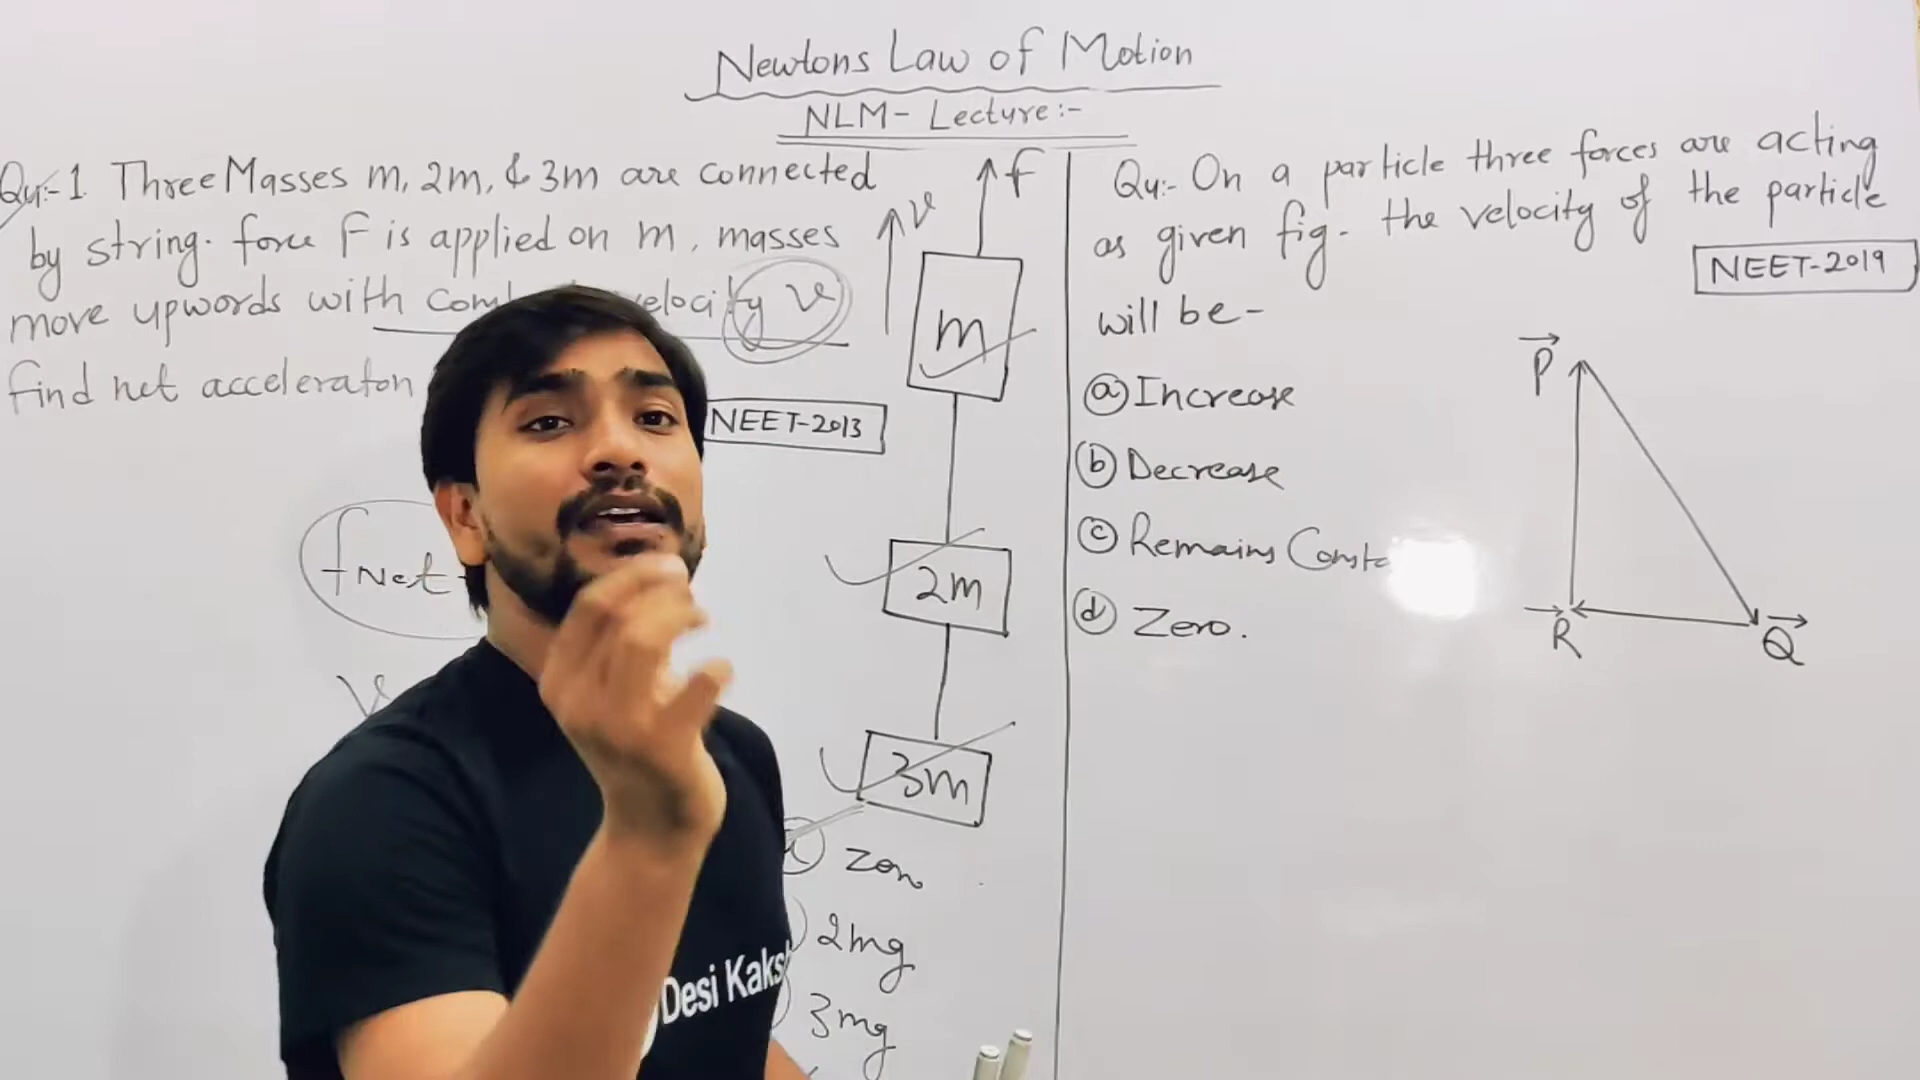 Newtons Law of Motion
NLM- Lecture:-
Qu:-1 Three Masses m, 2m, & 3m are connected
by string. force F is applied on m, masses
move upwords with velocity v
find net acceleraton
NEET-2013
fNet
v
F
v
m
2m
3m
Zero
2mg
3mg
Qu:- On a particle three forces are acting
as given fig. the velocity of the particle
will be-
NEET-2019
(a) Increase
(b) Decrease
(c) Remains
(d) Zero.
P
R
Q
Desi Kaks